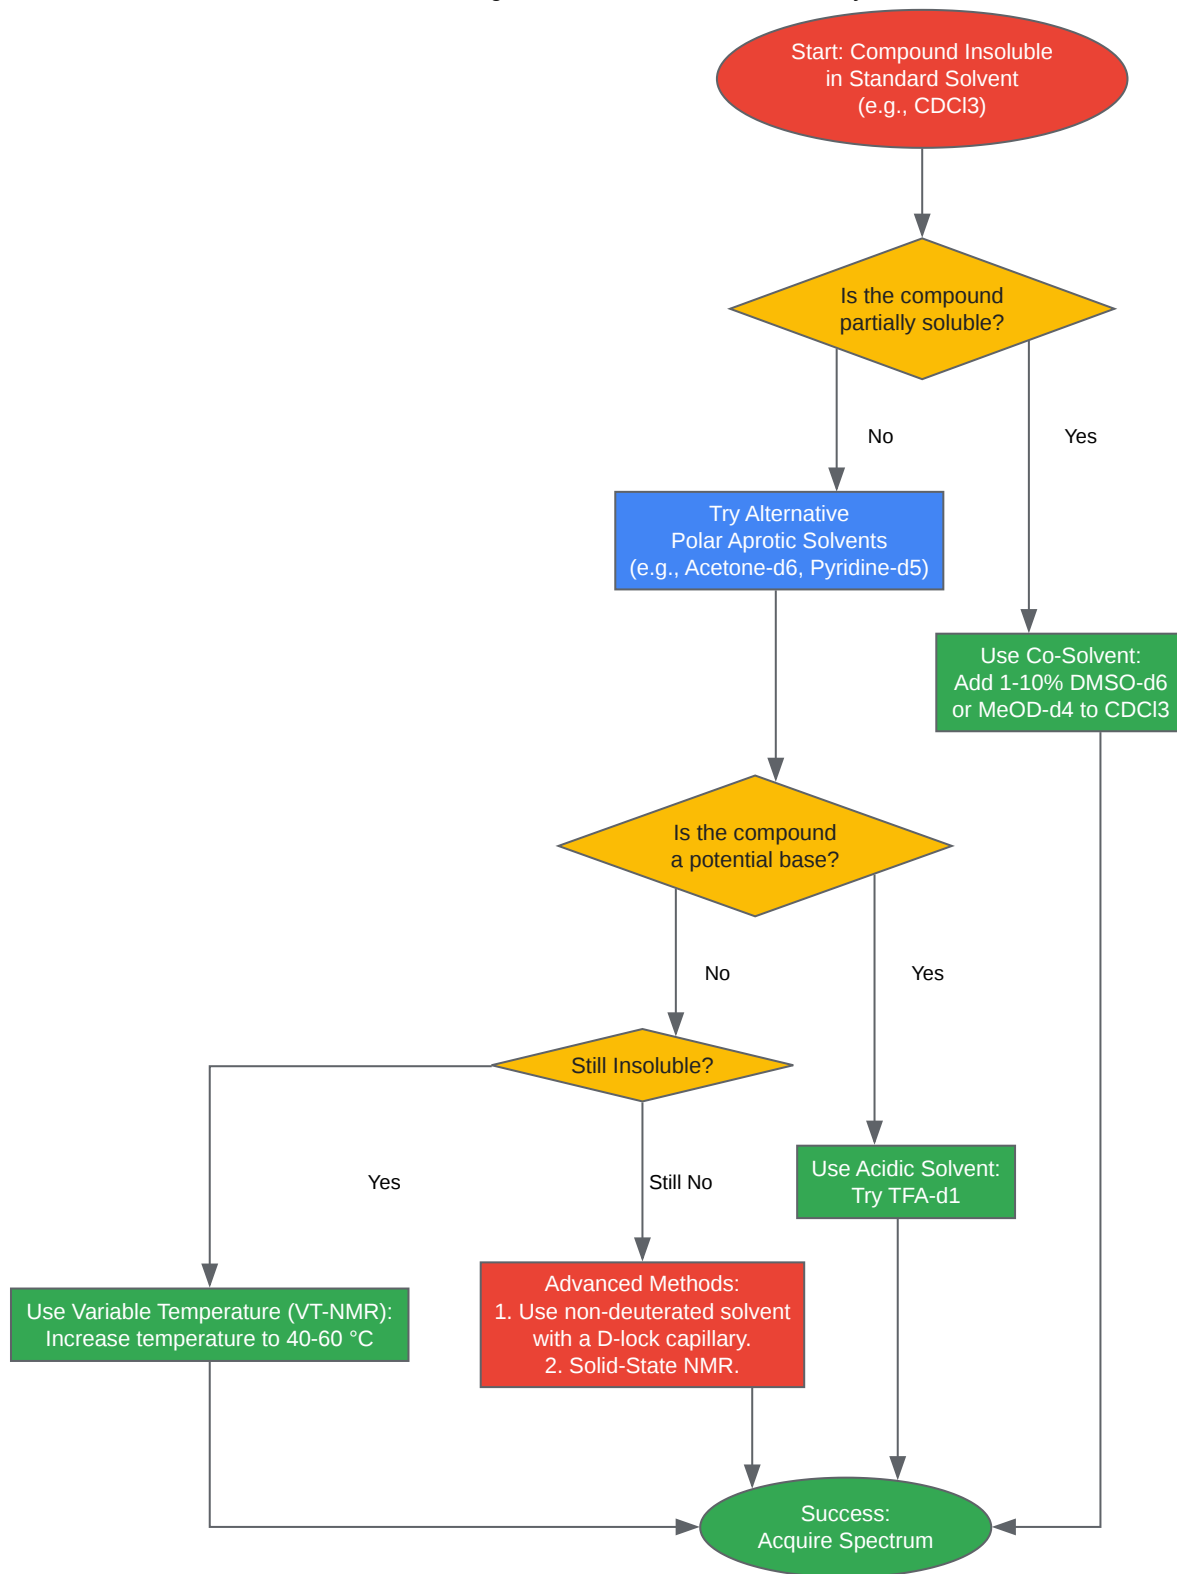 Start: Compound Insoluble
in Standard Solvent
(e.g., CDCl3)
Is the compound
partially soluble?
No
Yes
Try Alternative
Polar Aprotic Solvents
(e.g., Acetone-d6, Pyridine-d5)
Use Co-Solvent:
Add 1-10% DMSO-d6
or MeOD-d4 to CDCl3
Is the compound
a potential base?
No
Yes
Still Insoluble?
Yes
Still No
Use Acidic Solvent:
Try TFA-d1
Use Variable Temperature (VT-NMR):
Increase temperature to 40-60 °C
Advanced Methods:
1. Use non-deuterated solvent
with a D-lock capillary.
2. Solid-State NMR.
Success:
Acquire Spectrum